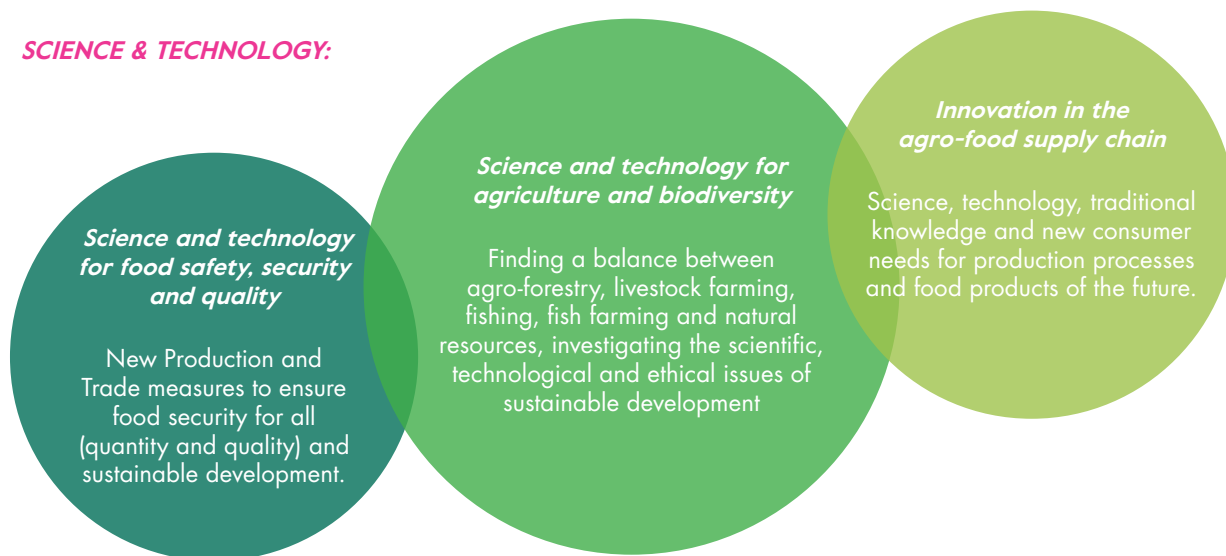 SCIENCE & TECHNOLOGY:
Science and technology
for food safety, security
and quality
New Production and
Trade measures to ensure
food security for all
(quantity and quality) and
sustainable development.
Science and technology for
agriculture and biodiversity
Finding a balance between
agro-forestry, livestock farming,
fishing, fish farming and natural
resources, investigating the scientific,
technological and ethical issues of
sustainable development
Innovation in the
agro-food supply chain
Science, technology, traditional
knowledge and new consumer
needs for production processes
and food products of the future.